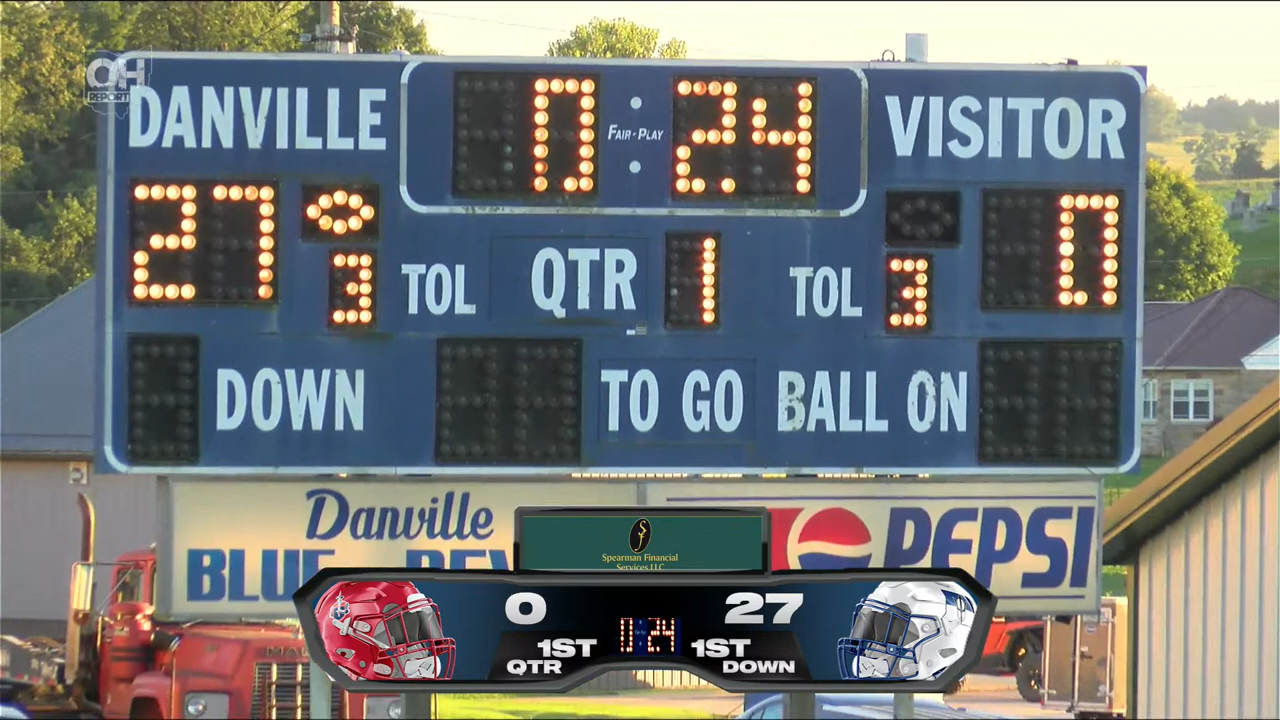 OH
REPORT
DANVILLE
0:24
FAIR-PLAY
VISITOR
27
3
TOL
QTR
1
TOL
3
0
DOWN
TO GO
BALL ON
Danville
BLUE DEV
PEPSI
Spearman Financial
Services LLC
0
27
0:24
1ST
QTR
1ST
DOWN